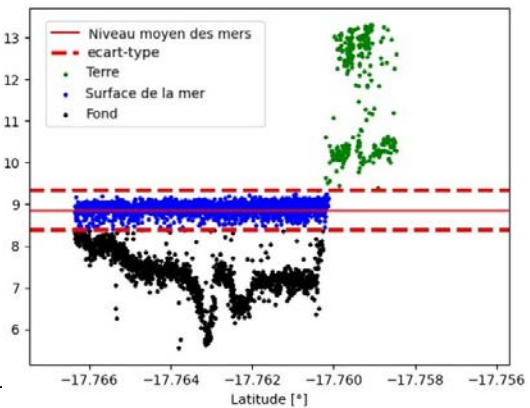 13
12
11
10
9
8
7
6
Niveau moyen des mers
ecart-type
Terre
Surface de la mer
Fond
−17.766 −17.764 −17.762 −17.760 −17.758 −17.756
Latitude [°]